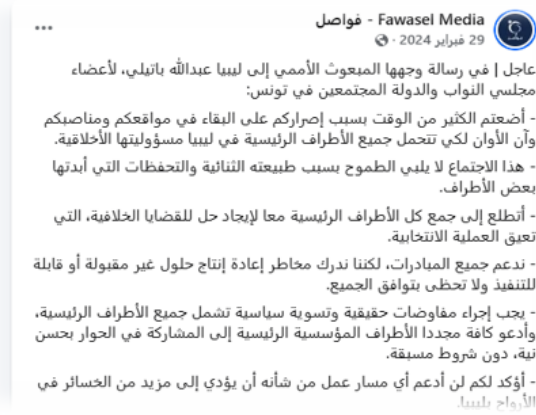 Fawasel Media - فواصل
29 فبراير 2024 ·
عاجل | في رسالة وجهها المبعوث الأممي إلى ليبيا عبدالله باتيلي، لأعضاء
مجلسي النواب والدولة المجتمعين في تونس:
- أضعتم الكثير من الوقت بسبب إصراركم على البقاء في مواقعكم ومناصبكم
وآن الأوان لكي تتحمل جميع الأطراف الرئيسية في ليبيا مسؤوليتها الأخلاقية.
- هذا الاجتماع لا يلبي الطموح بسبب طبيعته الثنائية والتحفظات التي أبدتها
بعض الأطراف.
- أتطلع إلى جمع كل الأطراف الرئيسية معا لإيجاد حل للقضايا الخلافية، التي
تعيق العملية الانتخابية.
- ندعم جميع المبادرات، لكننا ندرك مخاطر إعادة إنتاج حلول غير مقبولة أو قابلة
للتنفيذ ولا تحظى بتوافق الجميع.
- يجب إجراء مفاوضات حقيقية وتسوية سياسية تشمل جميع الأطراف الرئيسية،
وأدعو كافة مجددا الأطراف المؤسسية الرئيسية إلى المشاركة في الحوار بحسن
نية، دون شروط مسبقة.
- أؤكد لكم لن أدعم أي مسار عمل من شأنه أن يؤدي إلى مزيد من الخسائر في
الأرواح بليبيا.